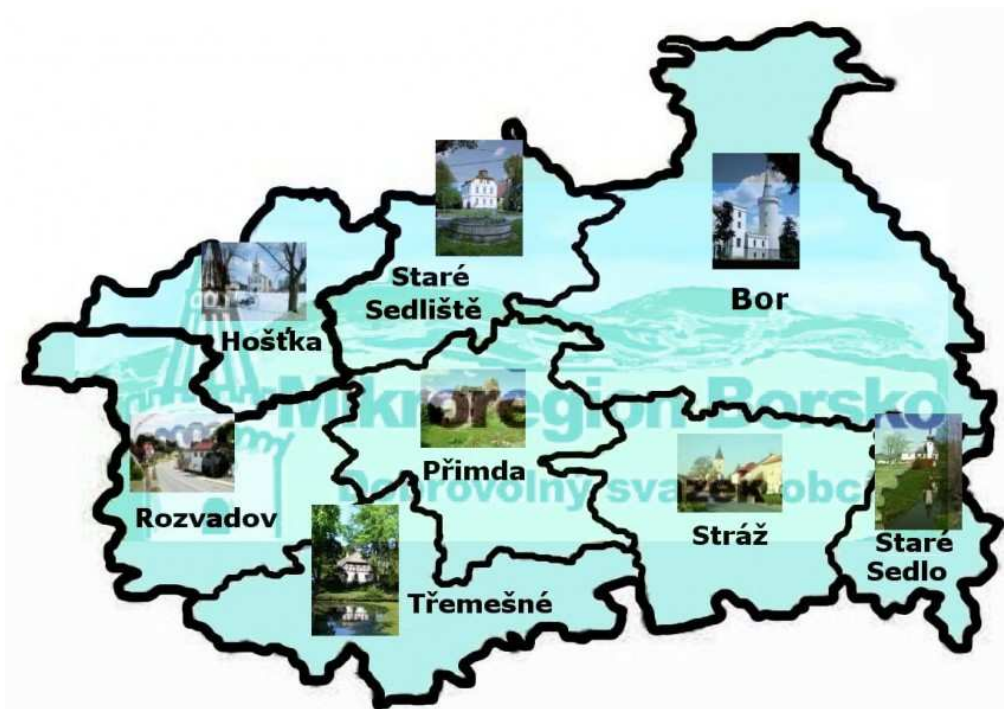 Staré
Sedliště
Bor
Hošťka
Mikroregion Borsko
Přimda
Dobrovolný svazek obcí
Rozvadov
Stráž
Staré
Sedlo
Třemešné